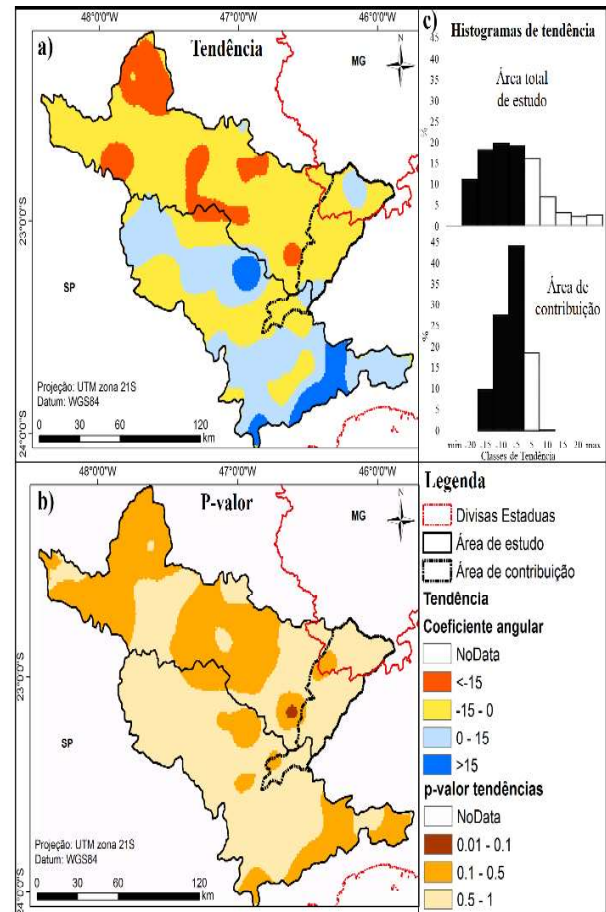 48°0'0"W 47°0'0"W 46°0'0"W
a) Tendência
MG
N
23°0'0"S
SP
Projeção: UTM zona 21S
Datum: WGS84
24°0'0"S
0 30 60 120
km
c) Histogramas de tendência
Área total
de estudo
45
40
35
30
25
20
15
10
5
0
%
Área de
contribuição
45
40
35
30
25
20
15
10
5
0
%
min -20 -15 -10 -5 5 10 15 20 max
Classes de Tendência
48°0'0"W 47°0'0"W 46°0'0"W
b) P-valor
MG
N
23°0'0"S
SP
Projeção: UTM zona 21S
Datum: WGS84
24°0'0"S
0 30 60 120
km
Legenda
Divisas Estaduas
Área de estudo
Área de contribuição
Tendência
Coeficiente angular
NoData
<-15
-15 - 0
0 - 15
>15
p-valor tendências
NoData
0.01 - 0.1
0.1 - 0.5
0.5 - 1